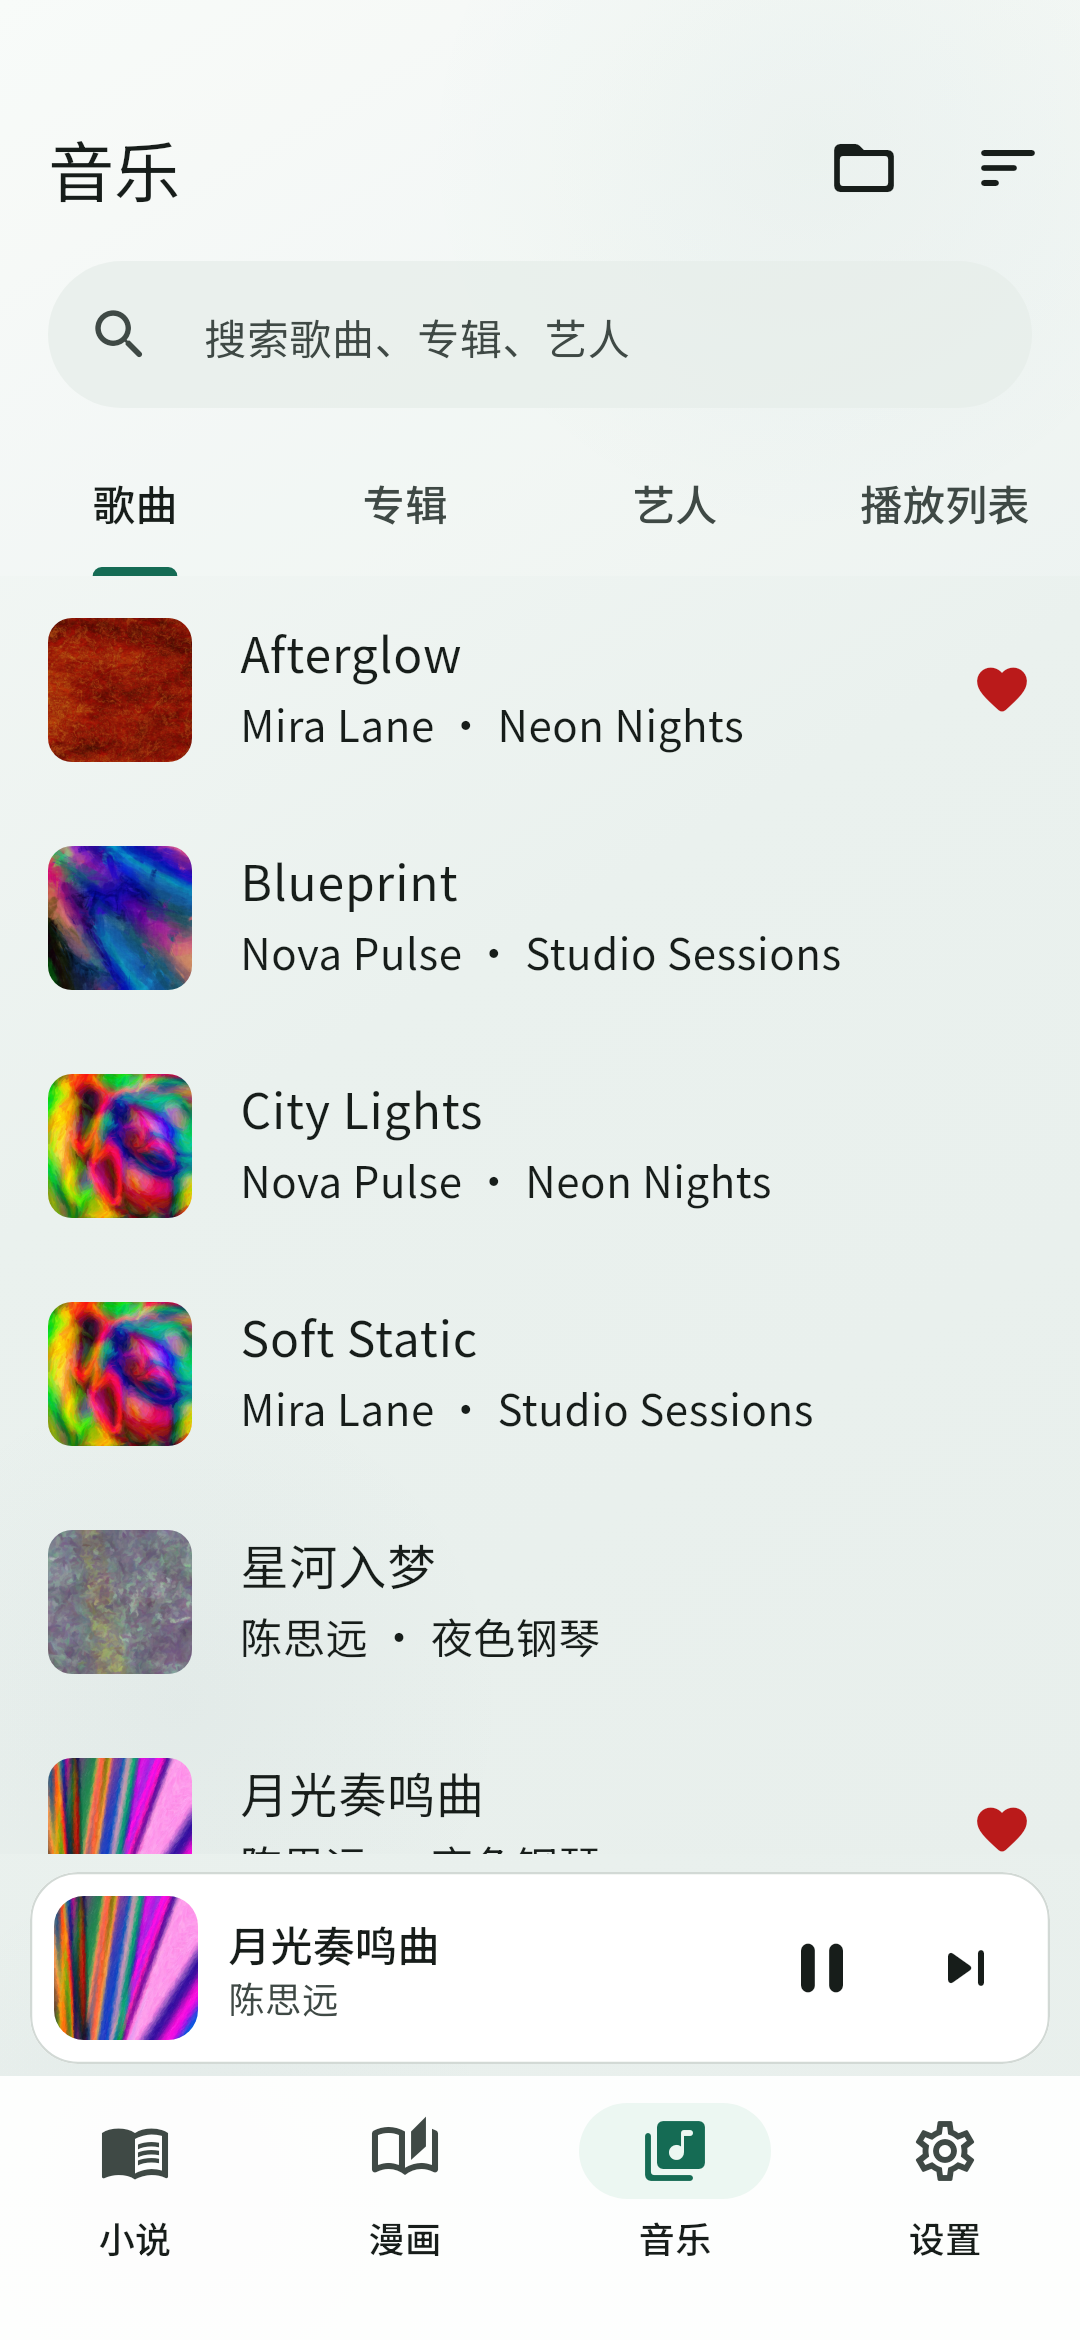 音乐
搜索歌曲、专辑、艺人
歌曲 专辑 艺人 播放列表
Afterglow
Mira Lane • Neon Nights
Blueprint
Nova Pulse • Studio Sessions
City Lights
Nova Pulse • Neon Nights
Soft Static
Mira Lane • Studio Sessions
星河入梦
陈思远 • 夜色钢琴
月光奏鸣曲
月光奏鸣曲
陈思远
小说 漫画 音乐 设置